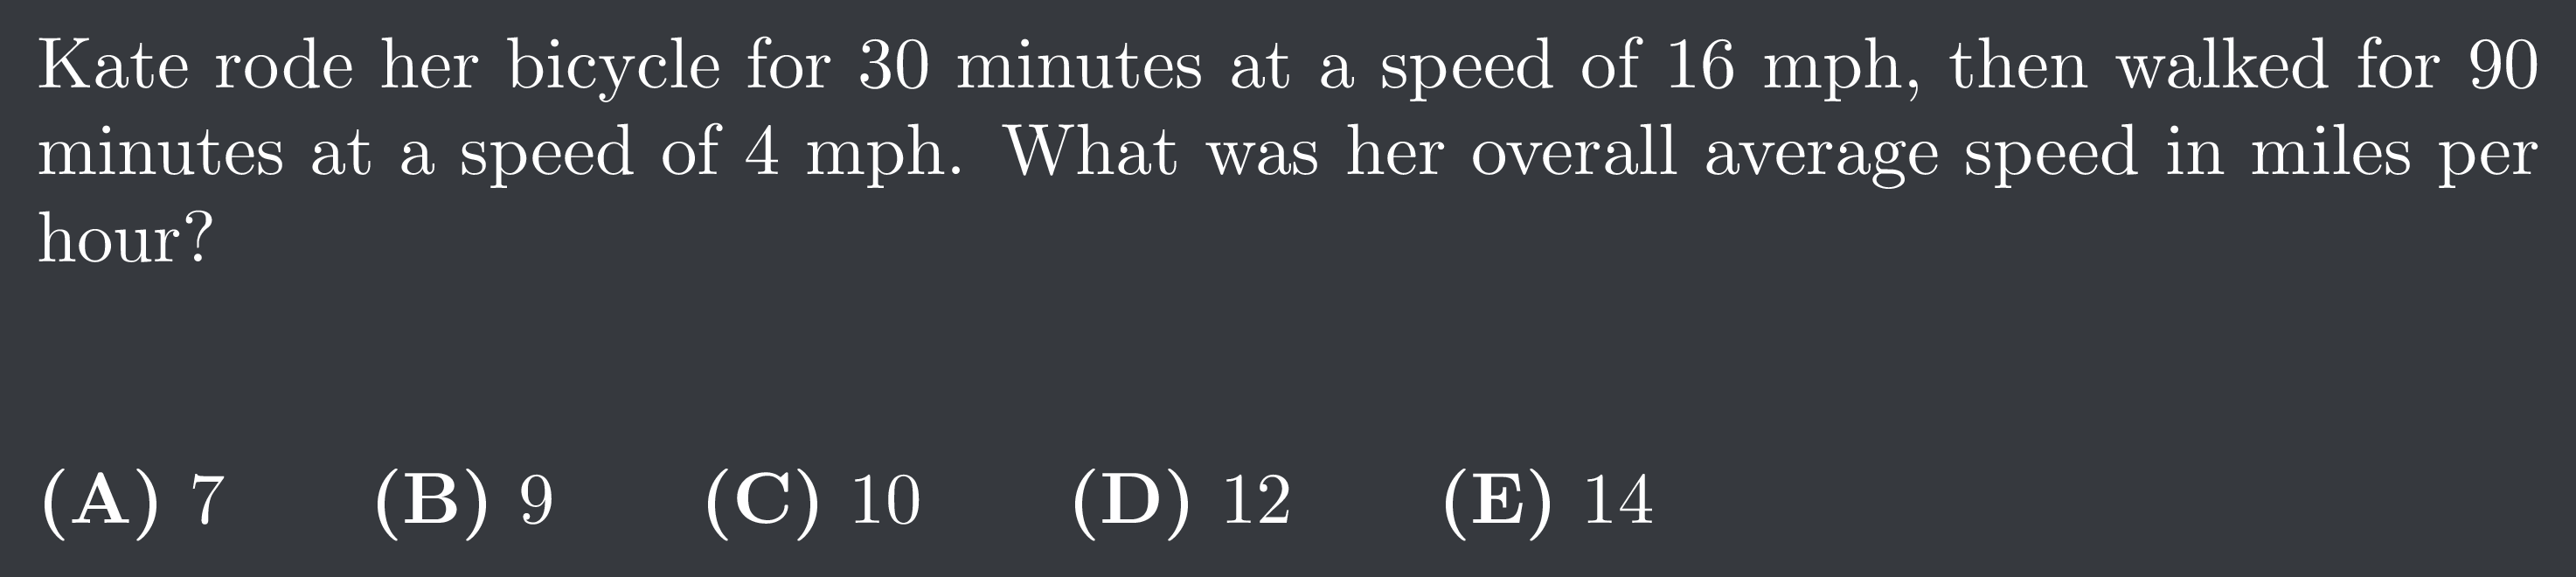 Kate rode her bicycle for 30 minutes at a speed of 16 mph, then walked for 90
minutes at a speed of 4 mph. What was her overall average speed in miles per
hour?
(A) 7 (B) 9 (C) 10 (D) 12 (E) 14